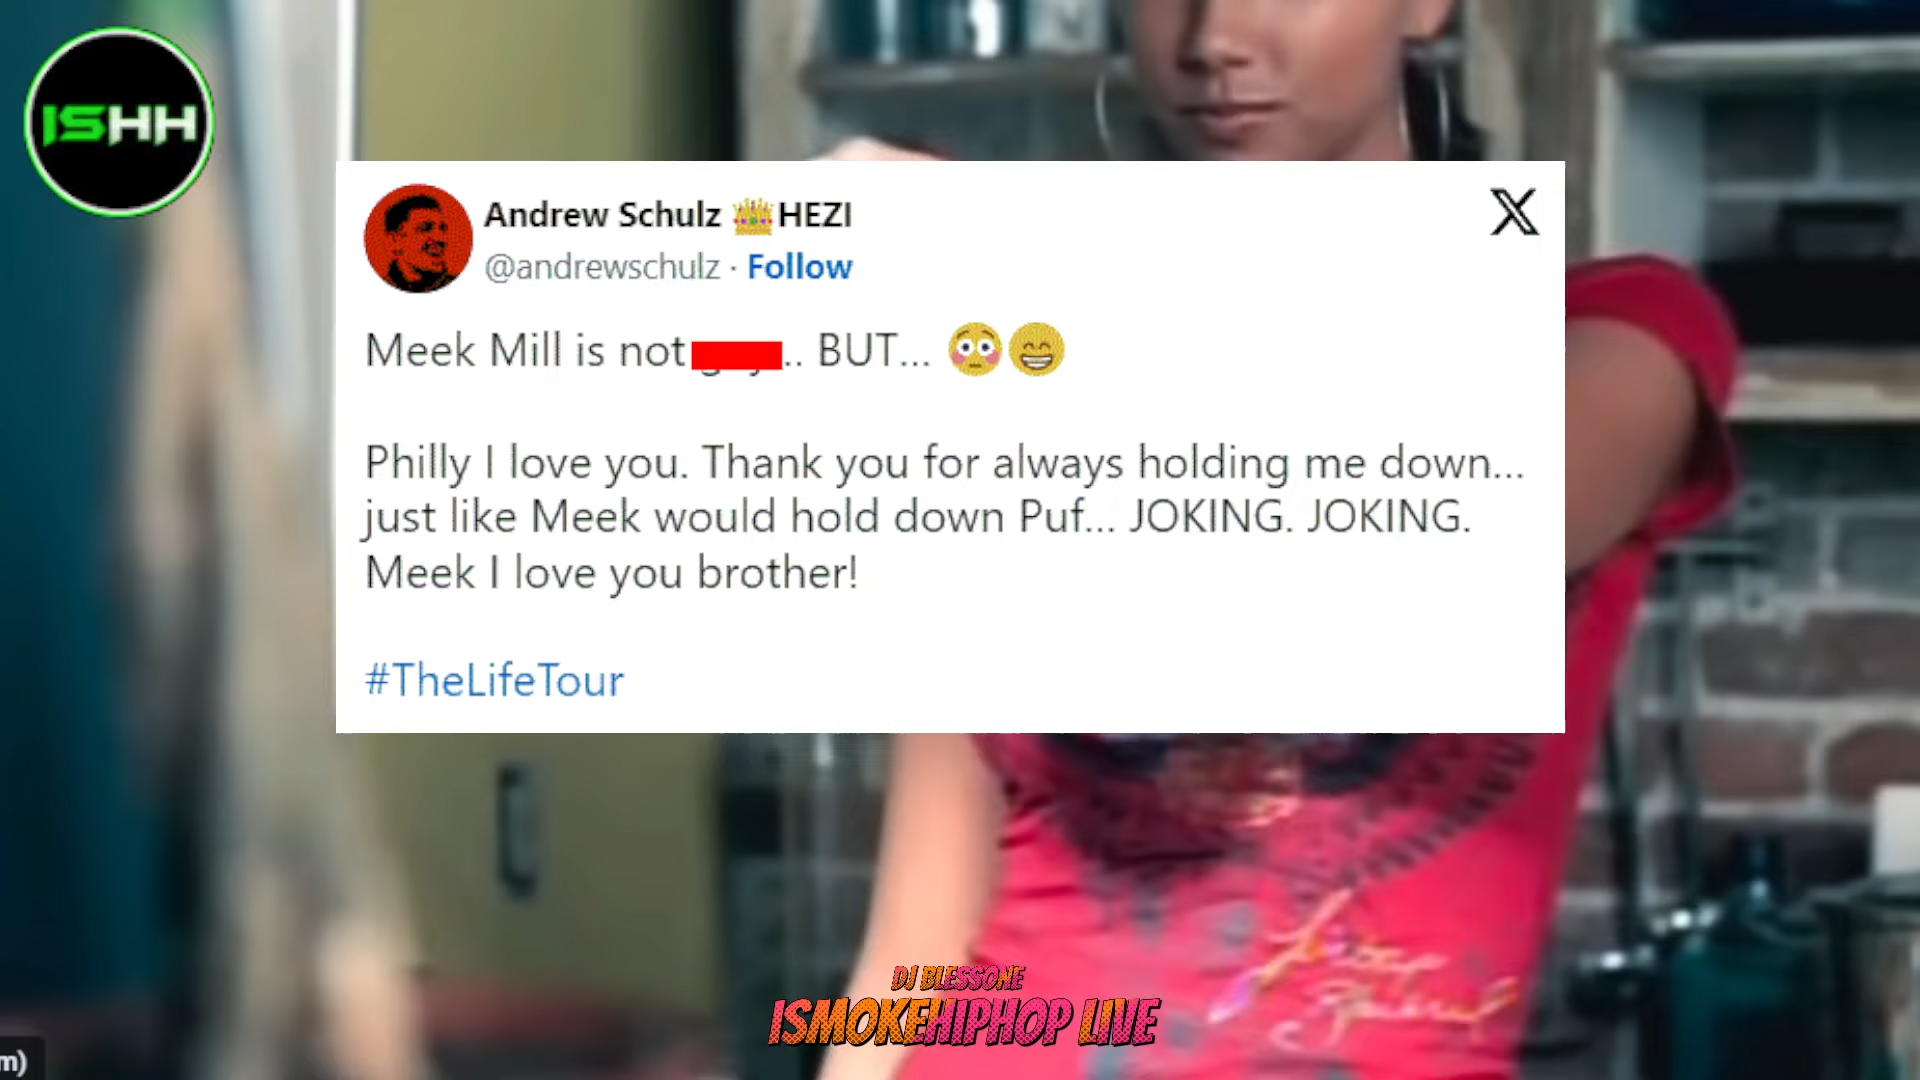 ISHH
Andrew Schulz 👑HEZI
@andrewschulz · Follow
Meek Mill is not .. BUT... 😳😁
Philly I love you. Thank you for always holding me down...
just like Meek would hold down Puf... JOKING. JOKING.
Meek I love you brother!
#TheLifeTour
DJ BLESSONE
ISMOKEHIPHOP LIVE
m)